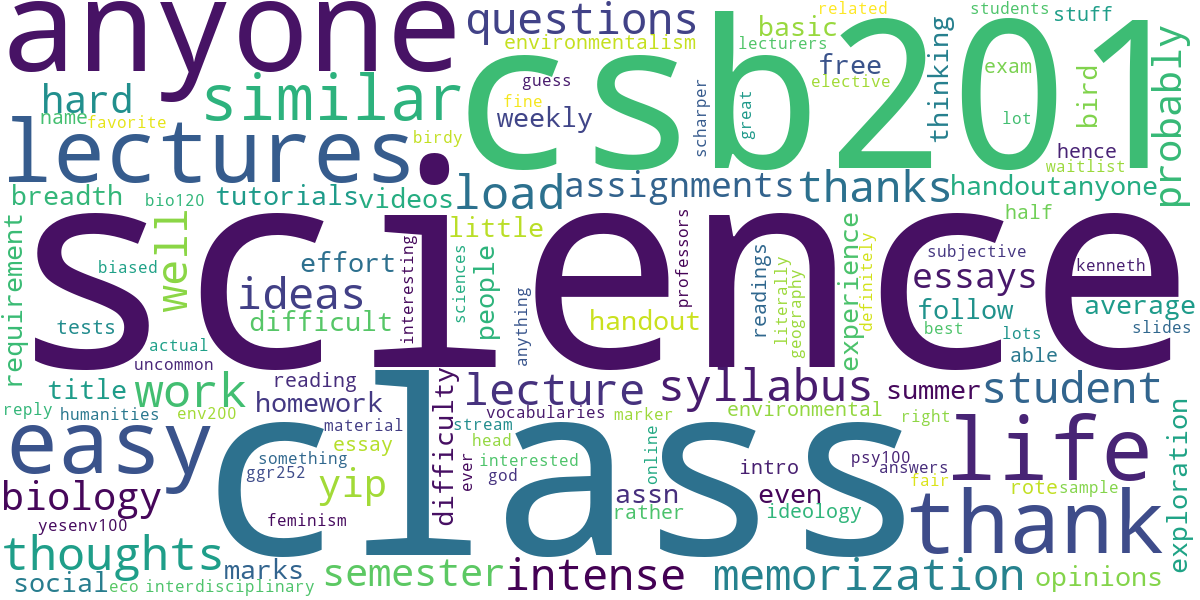 anyone
questions
csb201
related
students
stuff
environmentalism
basic
thinking
probably
lecturers
hard
similar
guess
free
exam
elective
fine
weekly
scharper
great
lot
bird
name
favorite
lectures.
birdy
hence
waitlist
breadth
bio120
tutorials
videos
load
assignments
thanks
handoutanyone
science
requirement
well
little
half
biased
effort
interesting
sciences
people
professors
readings
literally
geography
experience
definitely
subjective
kenneth
essays
ideas
follow
average
tests
difficult
anything
handout
best
lots
slides
actual
able
uncommon
title
work
reading
homework
class
difficulty
lecture
syllabus
summer
student
reply
humanities
env200
material
vocabularies
marker
environmental
right
easy
stream
head
essay
life
something
ever
interested
online
intro
psy100
answers
ggr252
yip
god
fair
biology
assn
even
rote
sample
exploration
yesenv100
feminism
rather
ideology
thank
thoughts
marks
semester
intense
memorization
opinions
social
eco
interdisciplinary